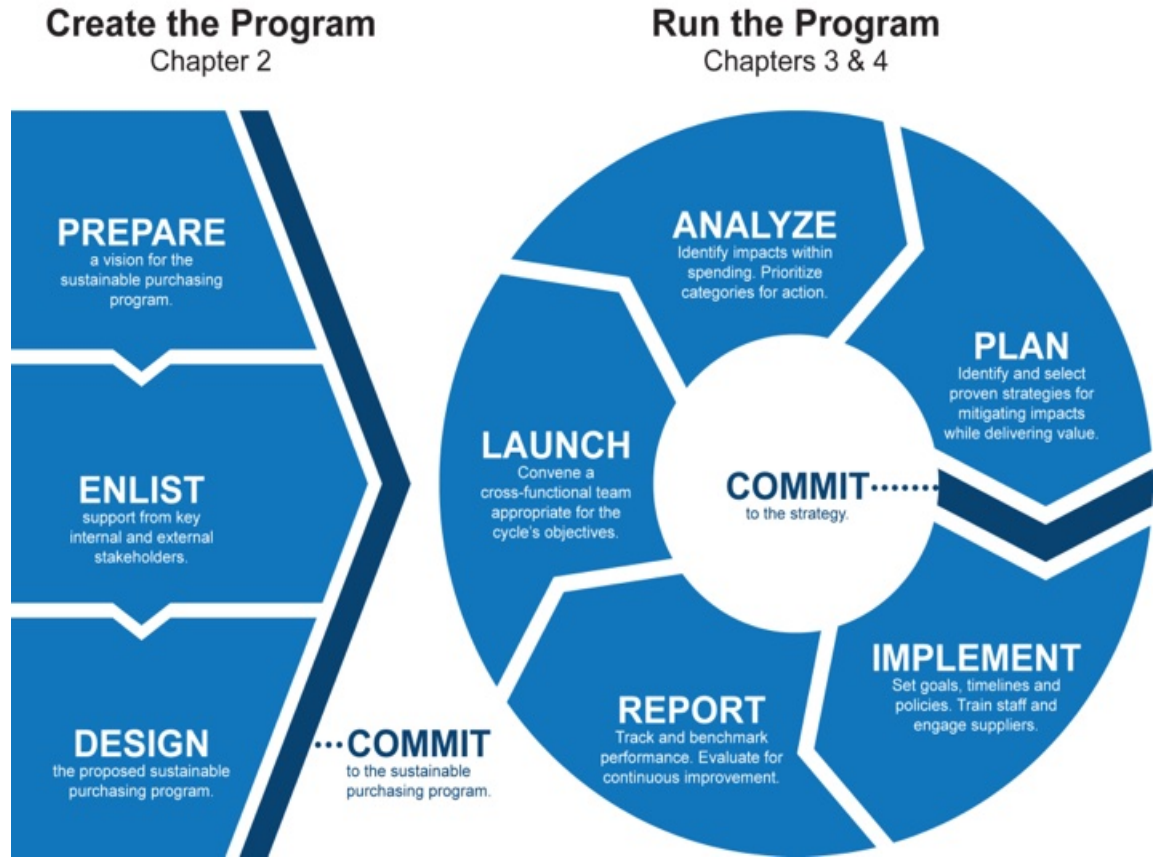 Create the Program
Chapter 2
PREPARE
a vision for the
sustainable purchasing
program.
ENLIST
support from key
internal and external
stakeholders.
DESIGN
the proposed sustainable
purchasing program.
COMMIT
to the sustainable
purchasing program.
Run the Program
Chapters 3 & 4
LAUNCH
Convene a
cross-functional team
appropriate for the
cycle's objectives.
ANALYZE
Identify impacts within
spending. Prioritize
categories for action.
PLAN
Identify and select
proven strategies for
mitigating impacts
while delivering value.
COMMIT
to the strategy.
IMPLEMENT
Set goals, timelines and
policies. Train staff and
engage suppliers.
REPORT
Track and benchmark
performance. Evaluate for
continuous improvement.